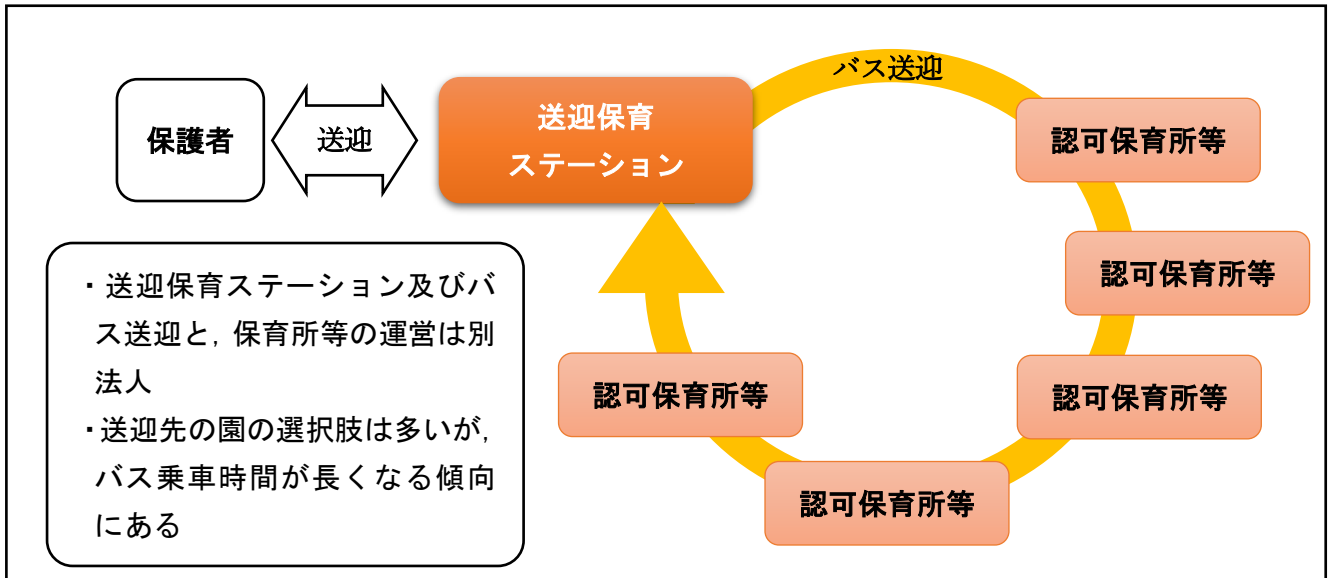 バス送迎
保護者
送迎
送迎保育
ステーション
認可保育所等
認可保育所等
認可保育所等
認可保育所等
認可保育所等
・送迎保育ステーション及びバ
ス送迎と，保育所等の運営は別
法人
・送迎先の園の選択肢は多いが，
バス乗車時間が長くなる傾向
にある